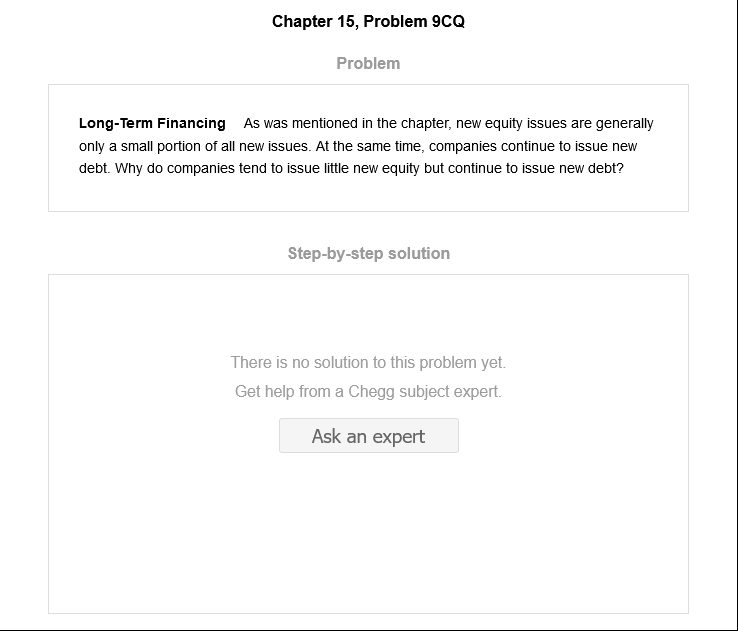 Chapter 15, Problem 9CQ
Problem
Long-Term Financing As was mentioned in the chapter, new equity issues are generally
only a small portion of all new issues. At the same time, companies continue to issue new
debt. Why do companies tend to issue little new equity but continue to issue new debt?
Step-by-step solution
There is no solution to this problem yet.
Get help from a Chegg subject expert.
Ask an expert